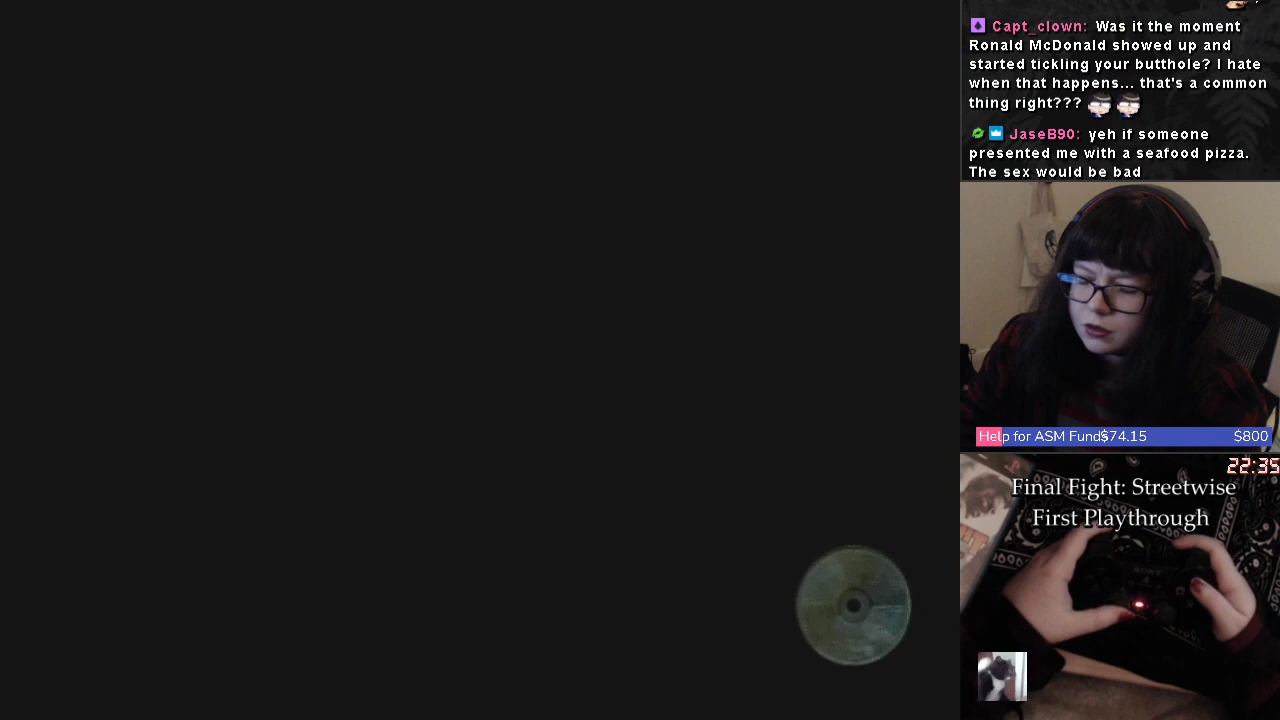 Capt_clown: Was it the moment
Ronald McDonald showed up and
started tickling your butthole? I hate
when that happens... that's a common
thing right???
JaseB90: yeh if someone
presented me with a seafood pizza.
The sex would be bad
Help for ASM Fund$74.15 $800
22:35
Final Fight: Streetwise
First Playthrough
SONY